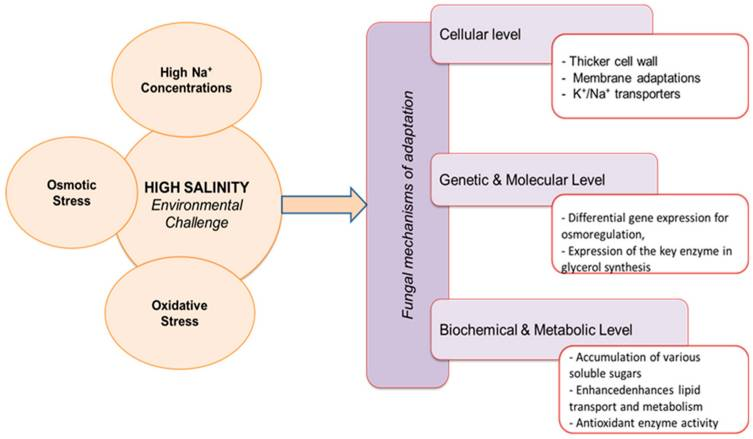 High Na⁺
Concentrations
Osmotic
Stress
HIGH SALINITY
Environmental
Challenge
Oxidative
Stress
Fungal mechanisms of adaptation
Cellular level
- Thicker cell wall
- Membrane adaptations
- K⁺/Na⁺ transporters
Genetic & Molecular Level
- Differential gene expression for
osmoregulation,
- Expression of the key enzyme in
glycerol synthesis
Biochemical & Metabolic Level
- Accumulation of various
soluble sugars
- Enhancedenhances lipid
transport and metabolism
- Antioxidant enzyme activity